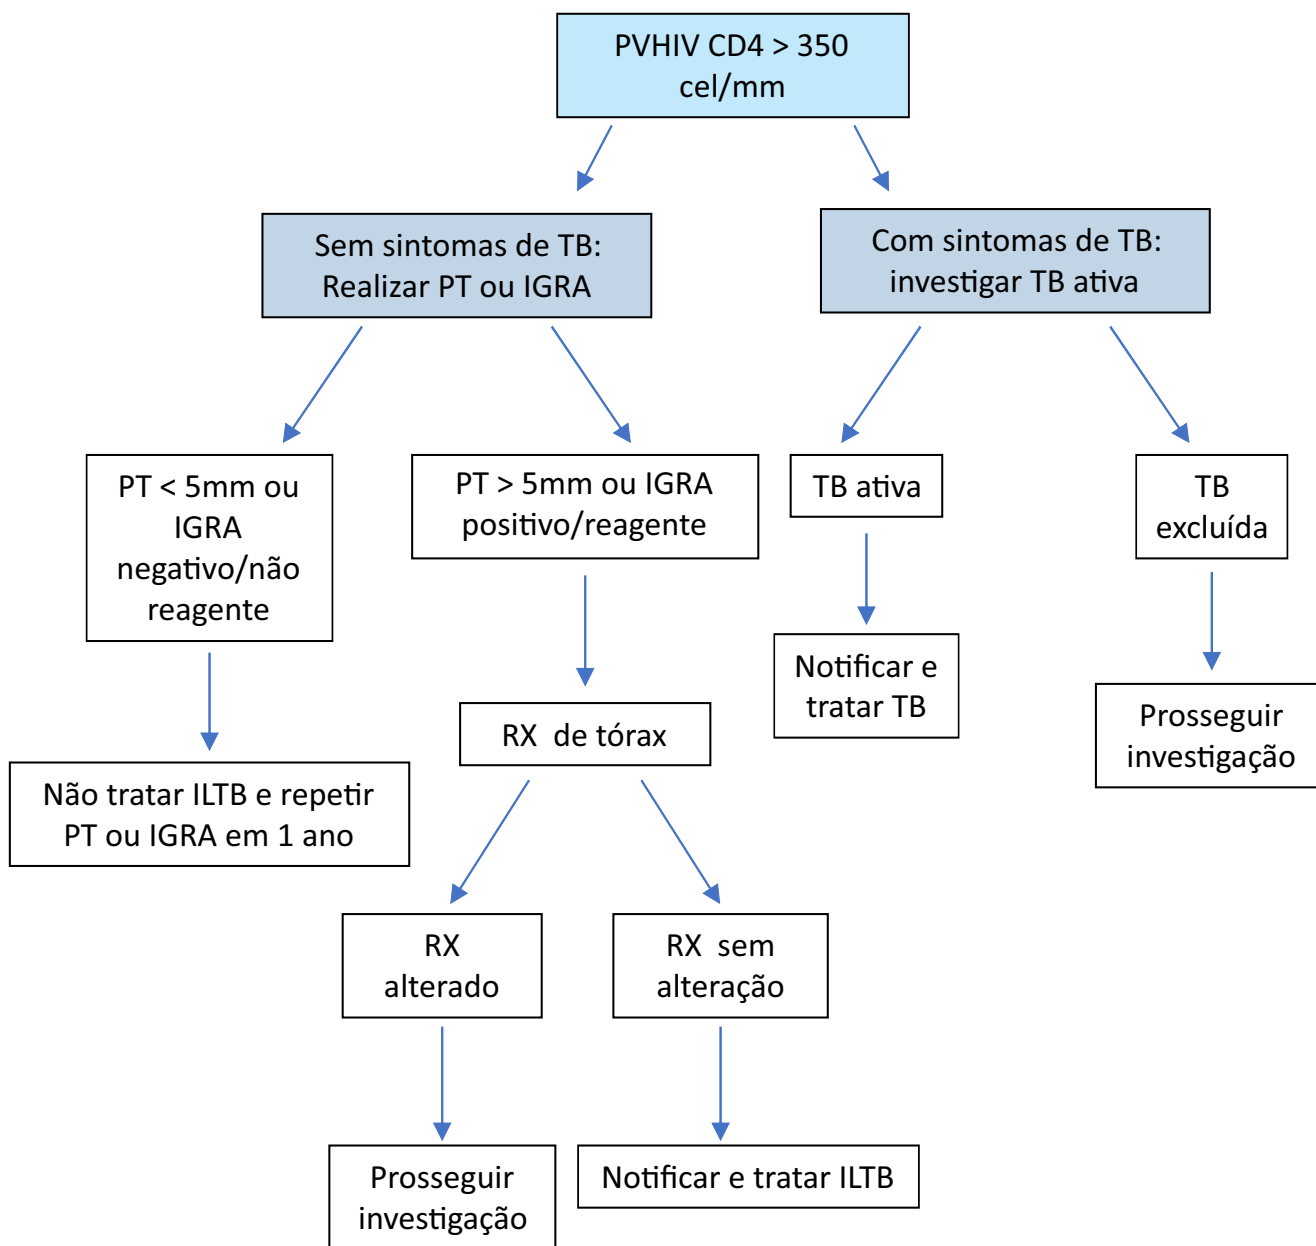 PVHIV CD4 > 350
cel/mm
Sem sintomas de TB:
Realizar PT ou IGRA
Com sintomas de TB:
investigar TB ativa
PT < 5mm ou
IGRA
negativo/não
reagente
PT > 5mm ou IGRA
positivo/reagente
TB ativa
TB
excluída
Notificar e
tratar TB
Prosseguir
investigação
RX de tórax
Não tratar ILTB e repetir
PT ou IGRA em 1 ano
RX
alterado
RX sem
alteração
Prosseguir
investigação
Notificar e tratar ILTB